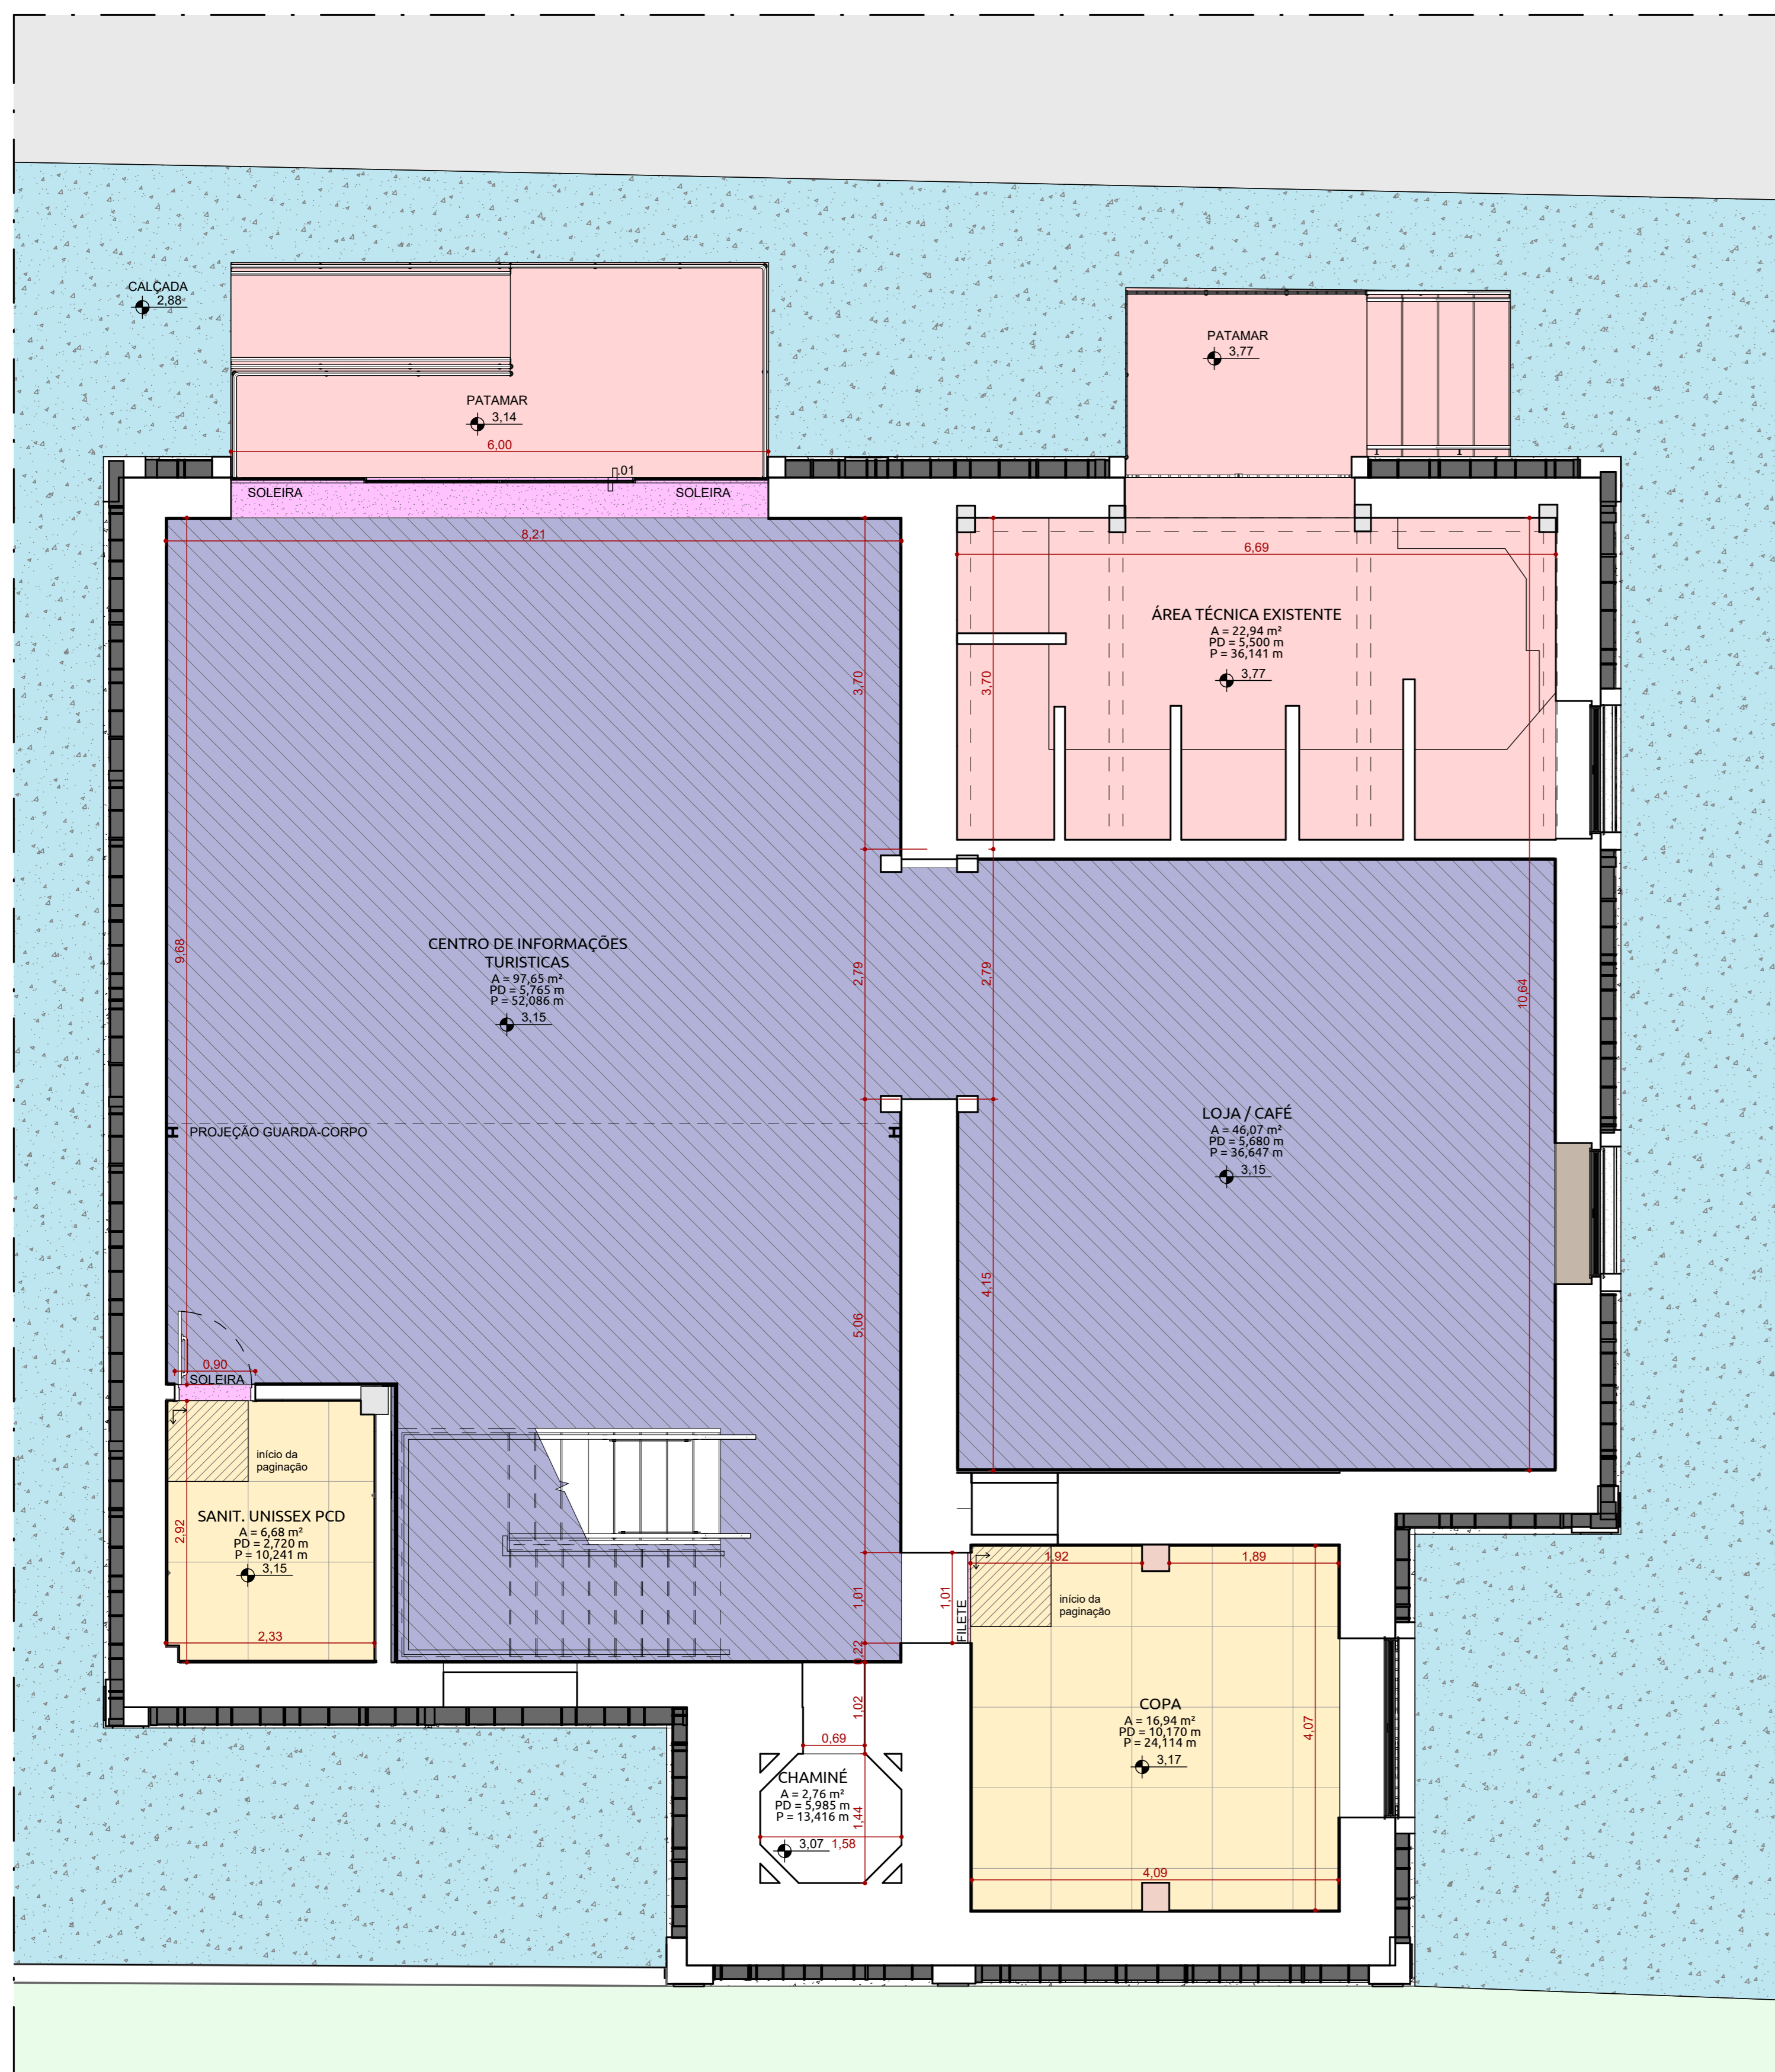 CALÇADA
2,88
PATAMAR
3,77
PATAMAR
3,14
6,00
.01
SOLEIRA
SOLEIRA
8,21
6,69
ÁREA TÉCNICA EXISTENTE
A = 22,94 m²
PD = 5,500 m
P = 36,141 m
3,77
3,70
3,70
CENTRO DE INFORMAÇÕES
TURISTICAS
A = 97,65 m²
PD = 5,765 m
P = 52,086 m
3,15
9,68
2,79
2,79
10,64
PROJEÇÃO GUARDA-CORPO
LOJA / CAFÉ
A = 46,07 m²
PD = 5,680 m
P = 36,647 m
3,15
4,15
5,06
0,90
SOLEIRA
início da
paginação
SANIT. UNISSEX PCD
A = 6,68 m²
PD = 2,720 m
P = 10,241 m
3,15
2,92
2,33
1,92
1,89
1,01
1,01
FILETE
início da
paginação
0,22
1,02
COPA
A = 16,94 m²
PD = 10,170 m
P = 24,114 m
3,17
4,07
0,69
CHAMINÉ
A = 2,76 m²
PD = 5,985 m
P = 13,416 m
1,44
3,07
1,58
4,09